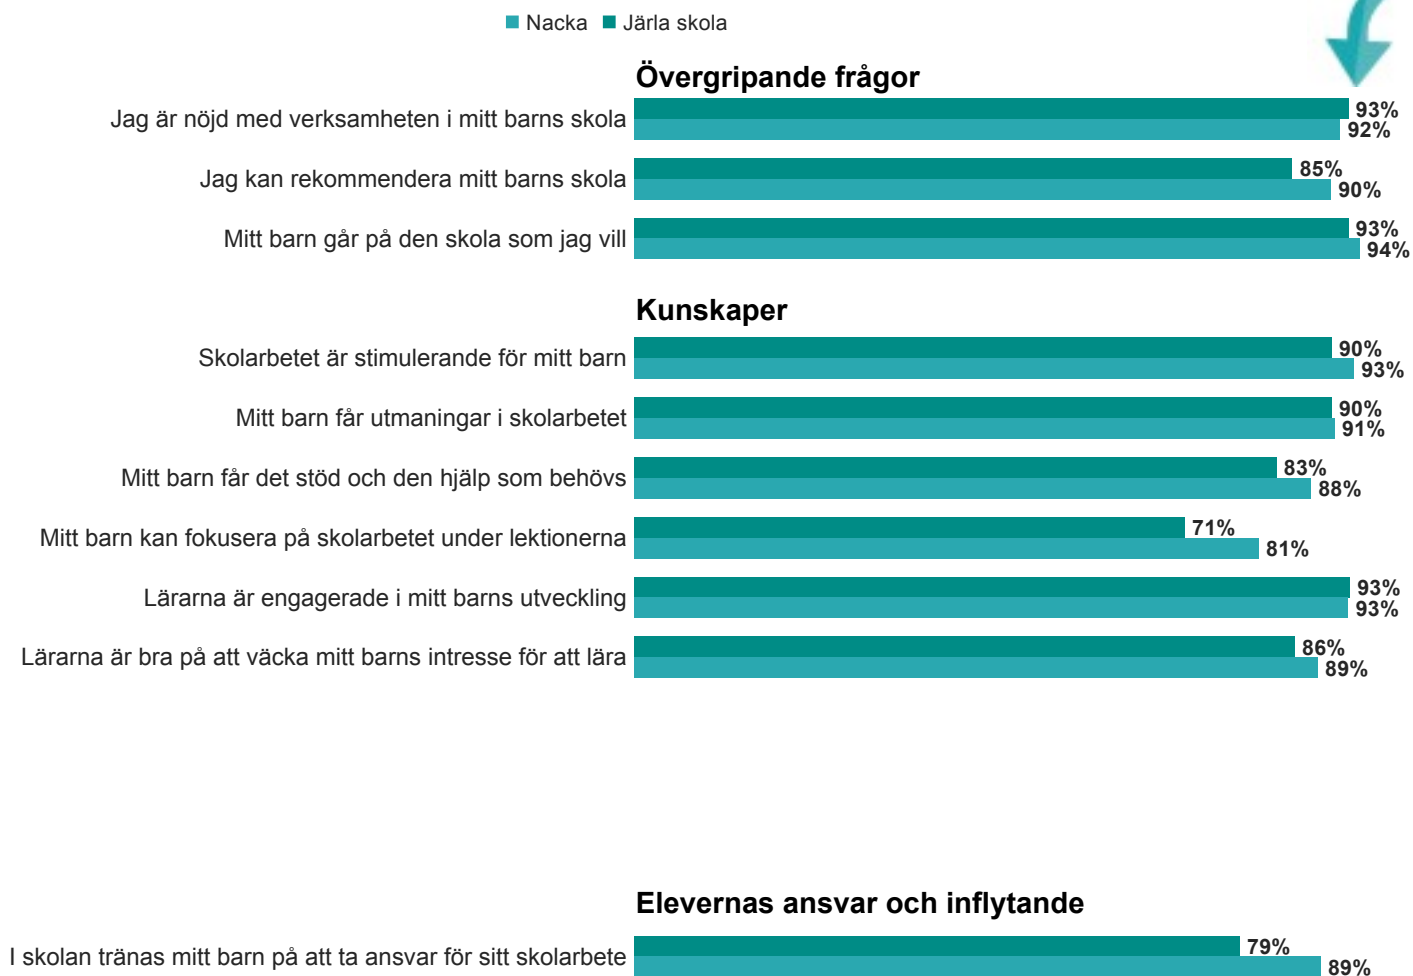 Nacka Järla skola
Övergripande frågor
Jag är nöjd med verksamheten i mitt barns skola 93%
92%
Jag kan rekommendera mitt barns skola 85%
90%
Mitt barn går på den skola som jag vill 93%
94%
Kunskaper
Skolarbetet är stimulerande för mitt barn 90%
93%
Mitt barn får utmaningar i skolarbetet 90%
91%
Mitt barn får det stöd och den hjälp som behövs 83%
88%
Mitt barn kan fokusera på skolarbetet under lektionerna 71%
81%
Lärarna är engagerade i mitt barns utveckling 93%
93%
Lärarna är bra på att väcka mitt barns intresse för att lära 86%
89%
Elevernas ansvar och inflytande
I skolan tränas mitt barn på att ta ansvar för sitt skolarbete 79%
89%